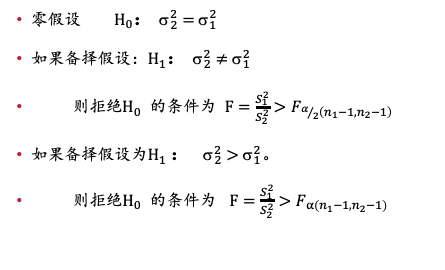 • 零假设 H₀： σ₂² = σ₁²
• 如果备择假设: H₁： σ₂² ≠ σ₁²
• 则拒绝H₀ 的条件为 F = S₁²/S₂² > F_{α/2}(n₁−1,n₂−1)
• 如果备择假设为H₁： σ₂² > σ₁²。
• 则拒绝H₀ 的条件为 F = S₁²/S₂² > F_{α(n₁−1,n₂−1)}